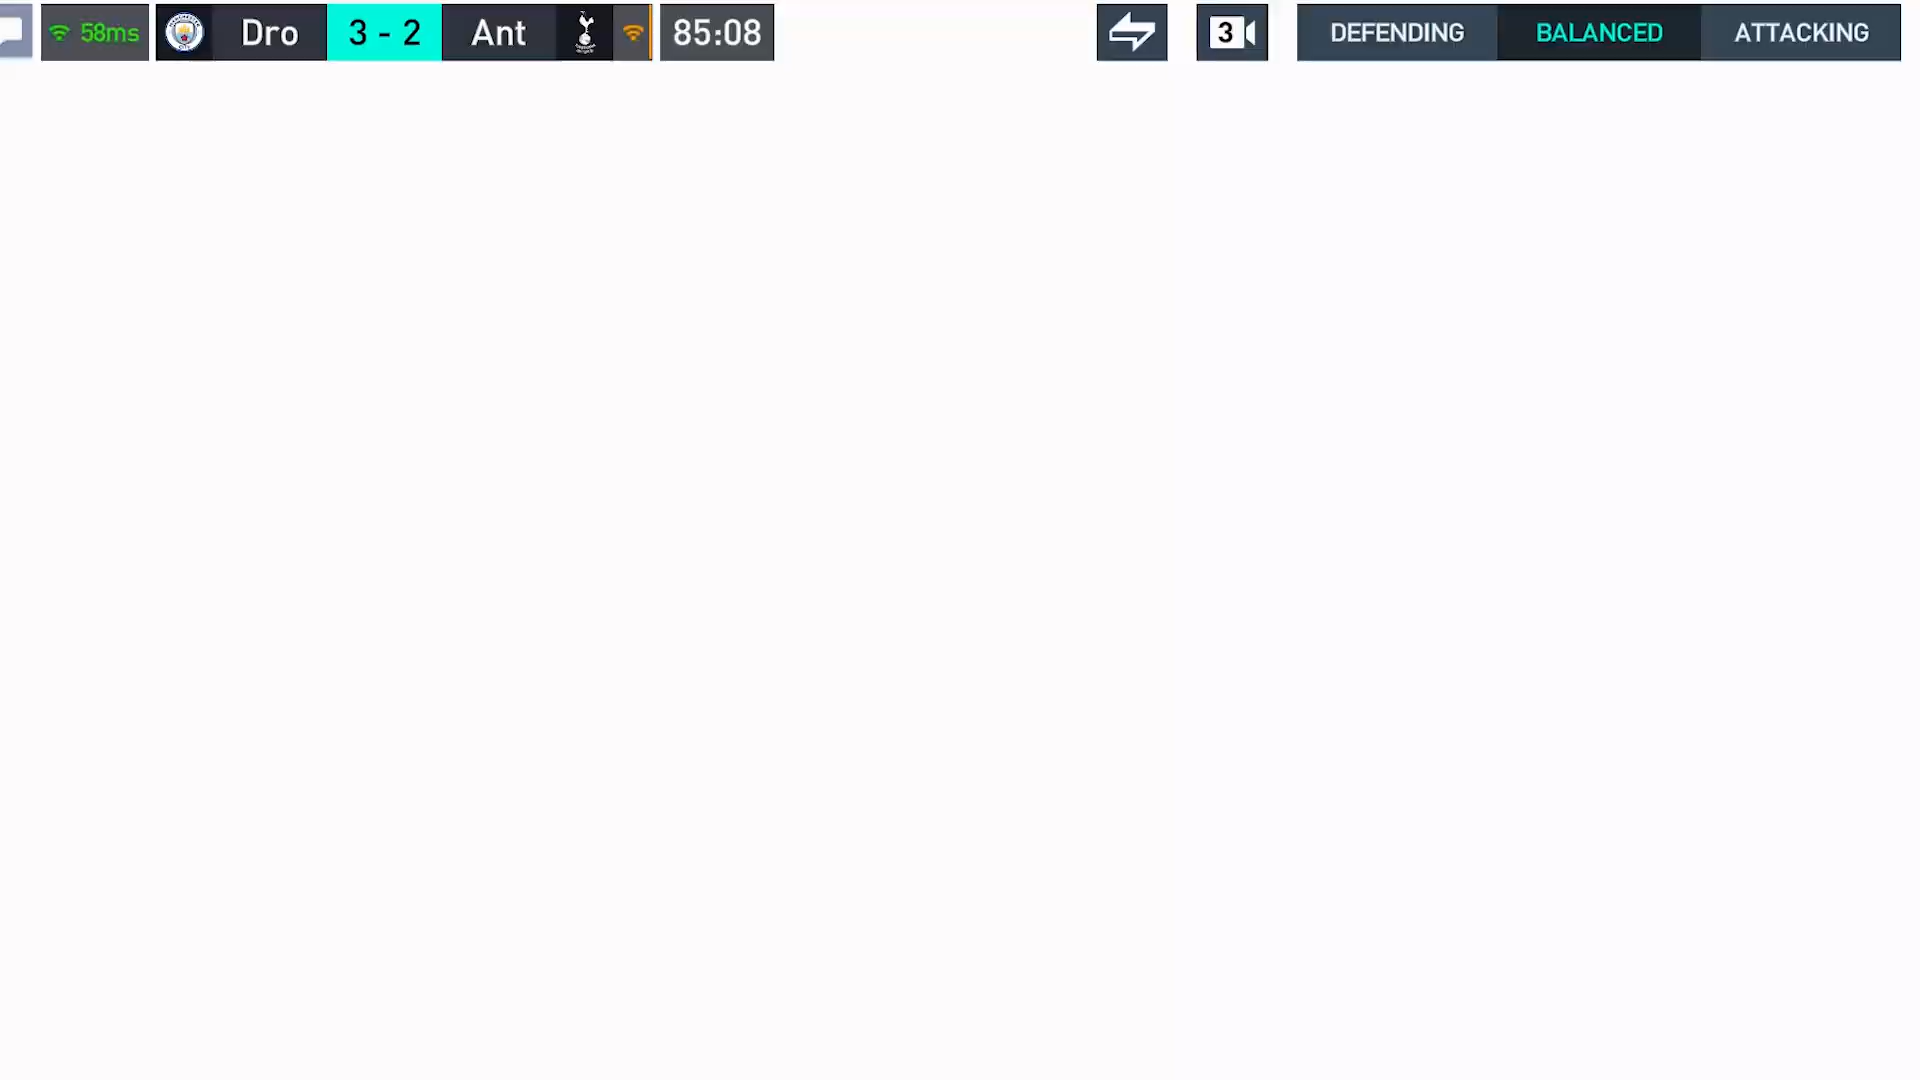 58ms Dro 3 - 2 Ant 85:08 3 DEFENDING BALANCED ATTACKING